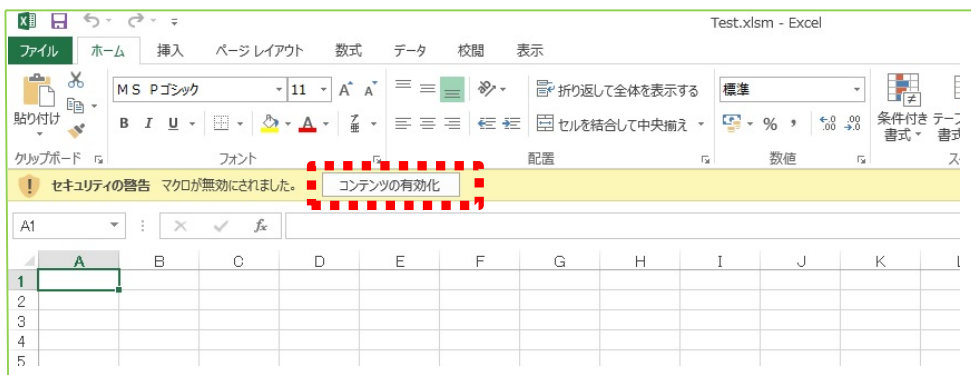 Test.xlsm - Excel
ファイル ホーム 挿入 ページ レイアウト 数式 データ 校閲 表示
ＭＳ Ｐゴシック 11 折り返して全体を表示する 標準
貼り付け B I U A セルを結合して中央揃え % 条件付き 書式
クリップボード フォント 配置 数値
セキュリティの警告 マクロが無効にされました。 コンテンツの有効化
A1 fx
A B C D E F G H I J K
1
2
3
4
5